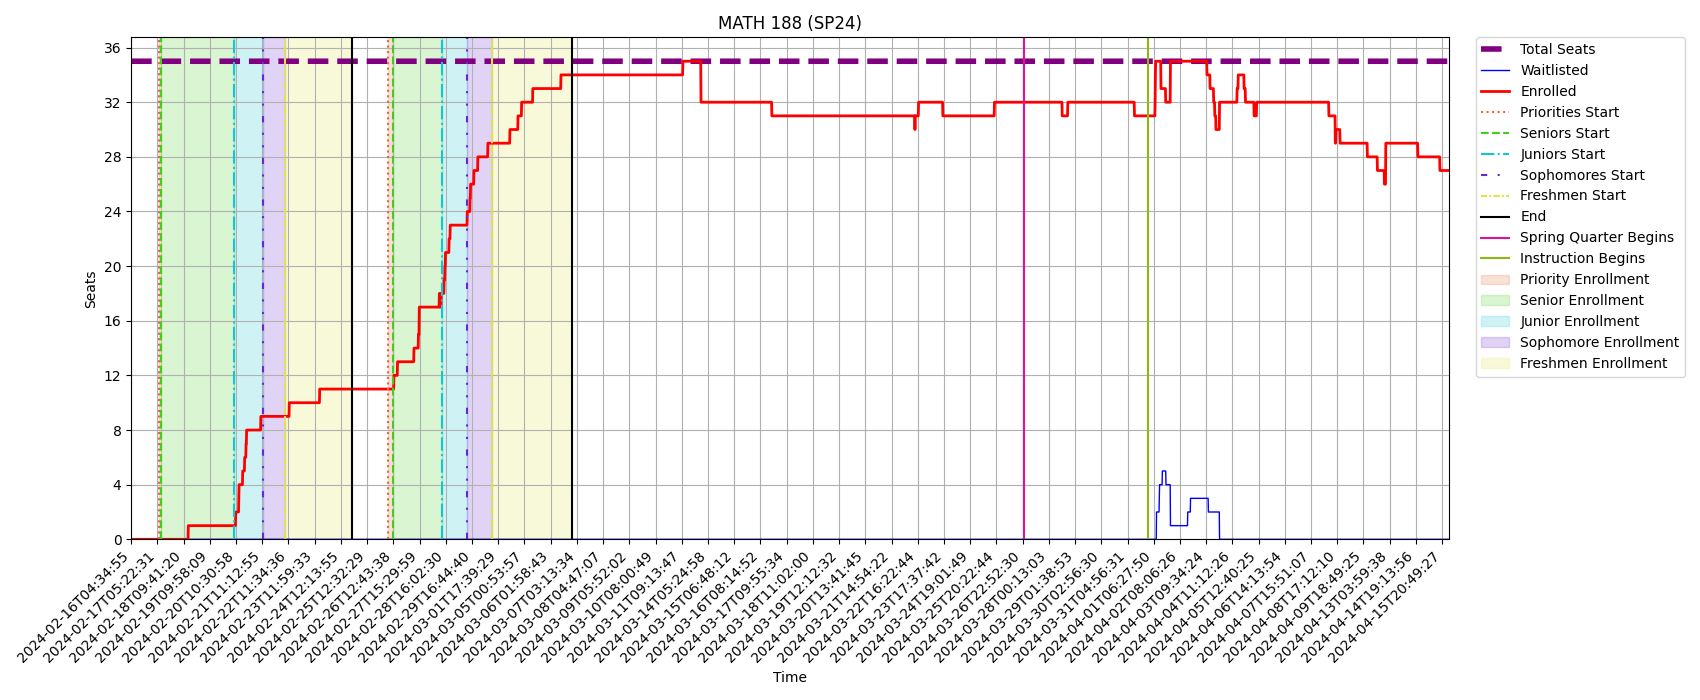 MATH 188 (SP24)
Seats
36
32
28
24
20
16
12
8
4
0
2024-02-16T04:34:55
2024-02-17T05:22:31
2024-02-18T09:41:20
2024-02-19T09:58:09
2024-02-20T10:30:58
2024-02-21T11:12:55
2024-02-22T11:34:36
2024-02-23T11:59:33
2024-02-24T12:13:55
2024-02-25T12:32:29
2024-02-26T12:43:38
2024-02-27T15:29:59
2024-02-28T16:02:30
2024-02-29T16:44:40
2024-03-01T17:39:29
2024-03-05T00:53:57
2024-03-06T01:58:43
2024-03-07T03:13:34
2024-03-08T04:47:07
2024-03-09T05:52:02
2024-03-10T08:00:49
2024-03-11T09:13:47
2024-03-14T05:24:58
2024-03-15T06:48:12
2024-03-16T08:14:52
2024-03-17T09:55:34
2024-03-18T11:02:00
2024-03-19T12:12:32
2024-03-20T13:41:45
2024-03-21T14:54:22
2024-03-22T16:22:44
2024-03-23T17:37:42
2024-03-24T19:01:49
2024-03-25T20:22:44
2024-03-26T22:52:30
2024-03-28T00:13:03
2024-03-29T01:38:53
2024-03-30T02:56:30
2024-03-31T04:56:31
2024-04-01T06:27:50
2024-04-02T08:06:26
2024-04-03T09:34:24
2024-04-04T11:12:26
2024-04-05T12:40:25
2024-04-06T14:13:54
2024-04-07T15:51:07
2024-04-08T17:12:10
2024-04-09T18:49:25
2024-04-13T03:59:38
2024-04-14T19:13:56
2024-04-15T20:49:27
Time
Total Seats
Waitlisted
Enrolled
Priorities Start
Seniors Start
Juniors Start
Sophomores Start
Freshmen Start
End
Spring Quarter Begins
Instruction Begins
Priority Enrollment
Senior Enrollment
Junior Enrollment
Sophomore Enrollment
Freshmen Enrollment